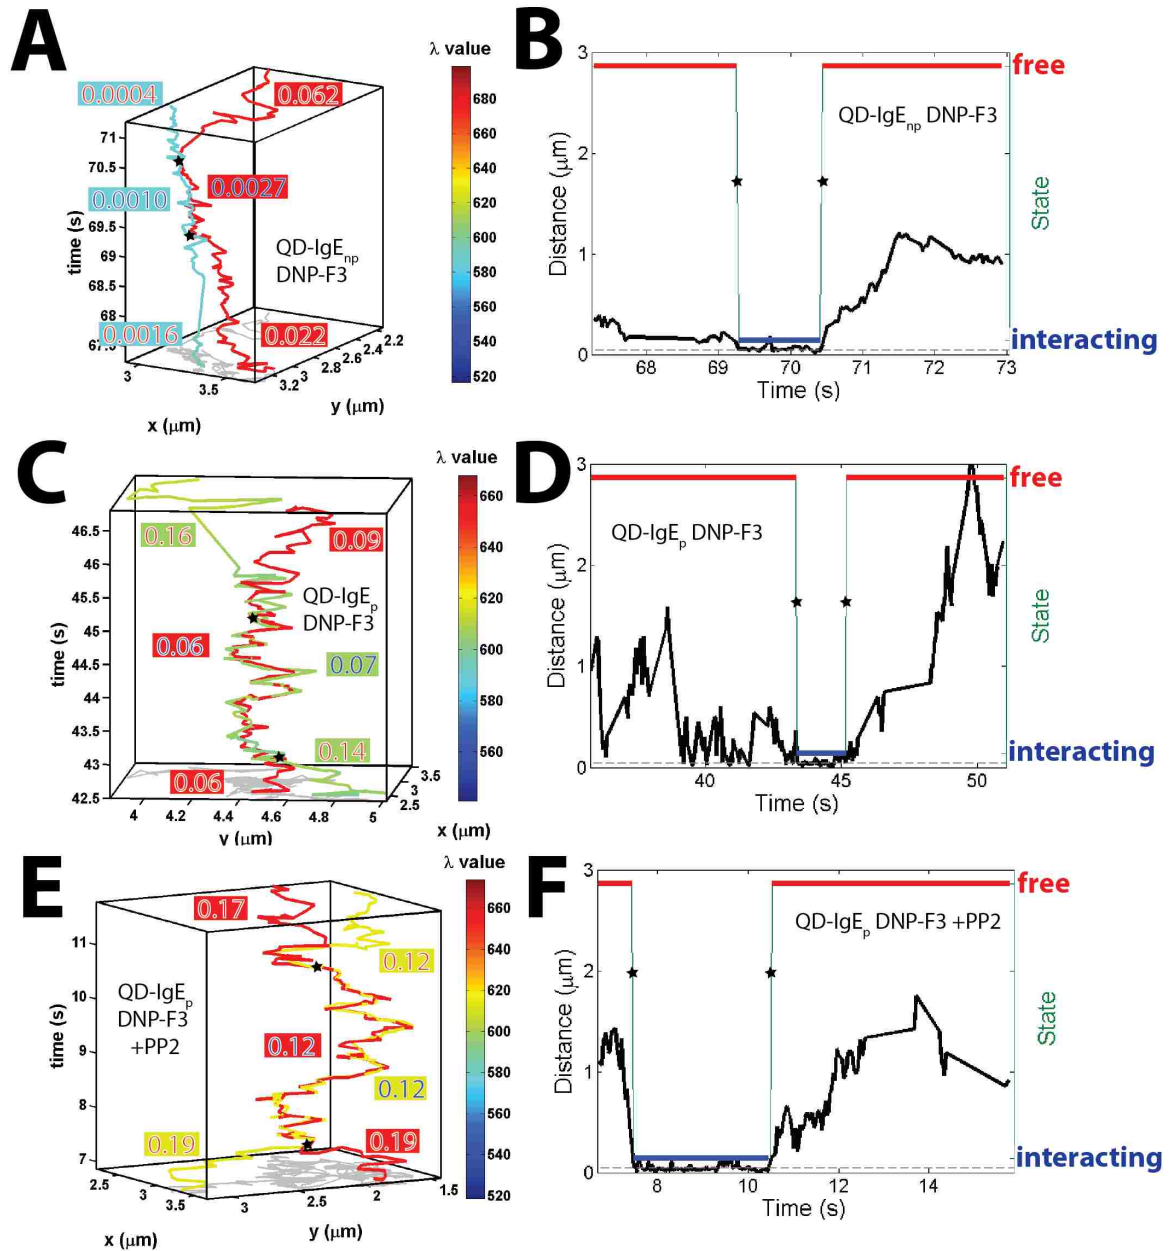 A
λ value
0.0004
0.062
680
71
660
70.5
640
70
0.0010
0.0027
620
69.5
600
time (s)
69
QD-IgEnp
DNP-F3
580
68.5
560
68
0.0016
0.022
540
2.2
2.4
2.6
2.8
3
3.2
520
3
3.5
x (μm)
y (μm)
B
3
free
QD-IgEnp DNP-F3
2
Distance (μm)
State
1
interacting
0
68 69 70 71 72 73
Time (s)
C
λ value
660
46.5
0.16
0.09
46
640
45.5
QD-IgEp
DNP-F3
620
45
time (s)
0.06
0.07
600
44.5
44
580
43.5
0.14
43
0.06
560
42.5
3.5
3
2.5
4 4.2 4.4 4.6 4.8 5
y (μm)
x (μm)
D
3
free
QD-IgEp DNP-F3
2
Distance (μm)
State
1
interacting
0
40 45 50
Time (s)
E
λ value
0.17
660
11
640
0.12
10
QD-IgEp
DNP-F3
+PP2
620
time (s)
0.12
600
9
0.12
580
8
560
0.19
0.19
540
7
520
2.5
3
3.5
3
2.5
2
1.5
x (μm)
y (μm)
F
3
free
QD-IgEp DNP-F3 +PP2
2
Distance (μm)
State
1
interacting
0
8 10 12 14
Time (s)